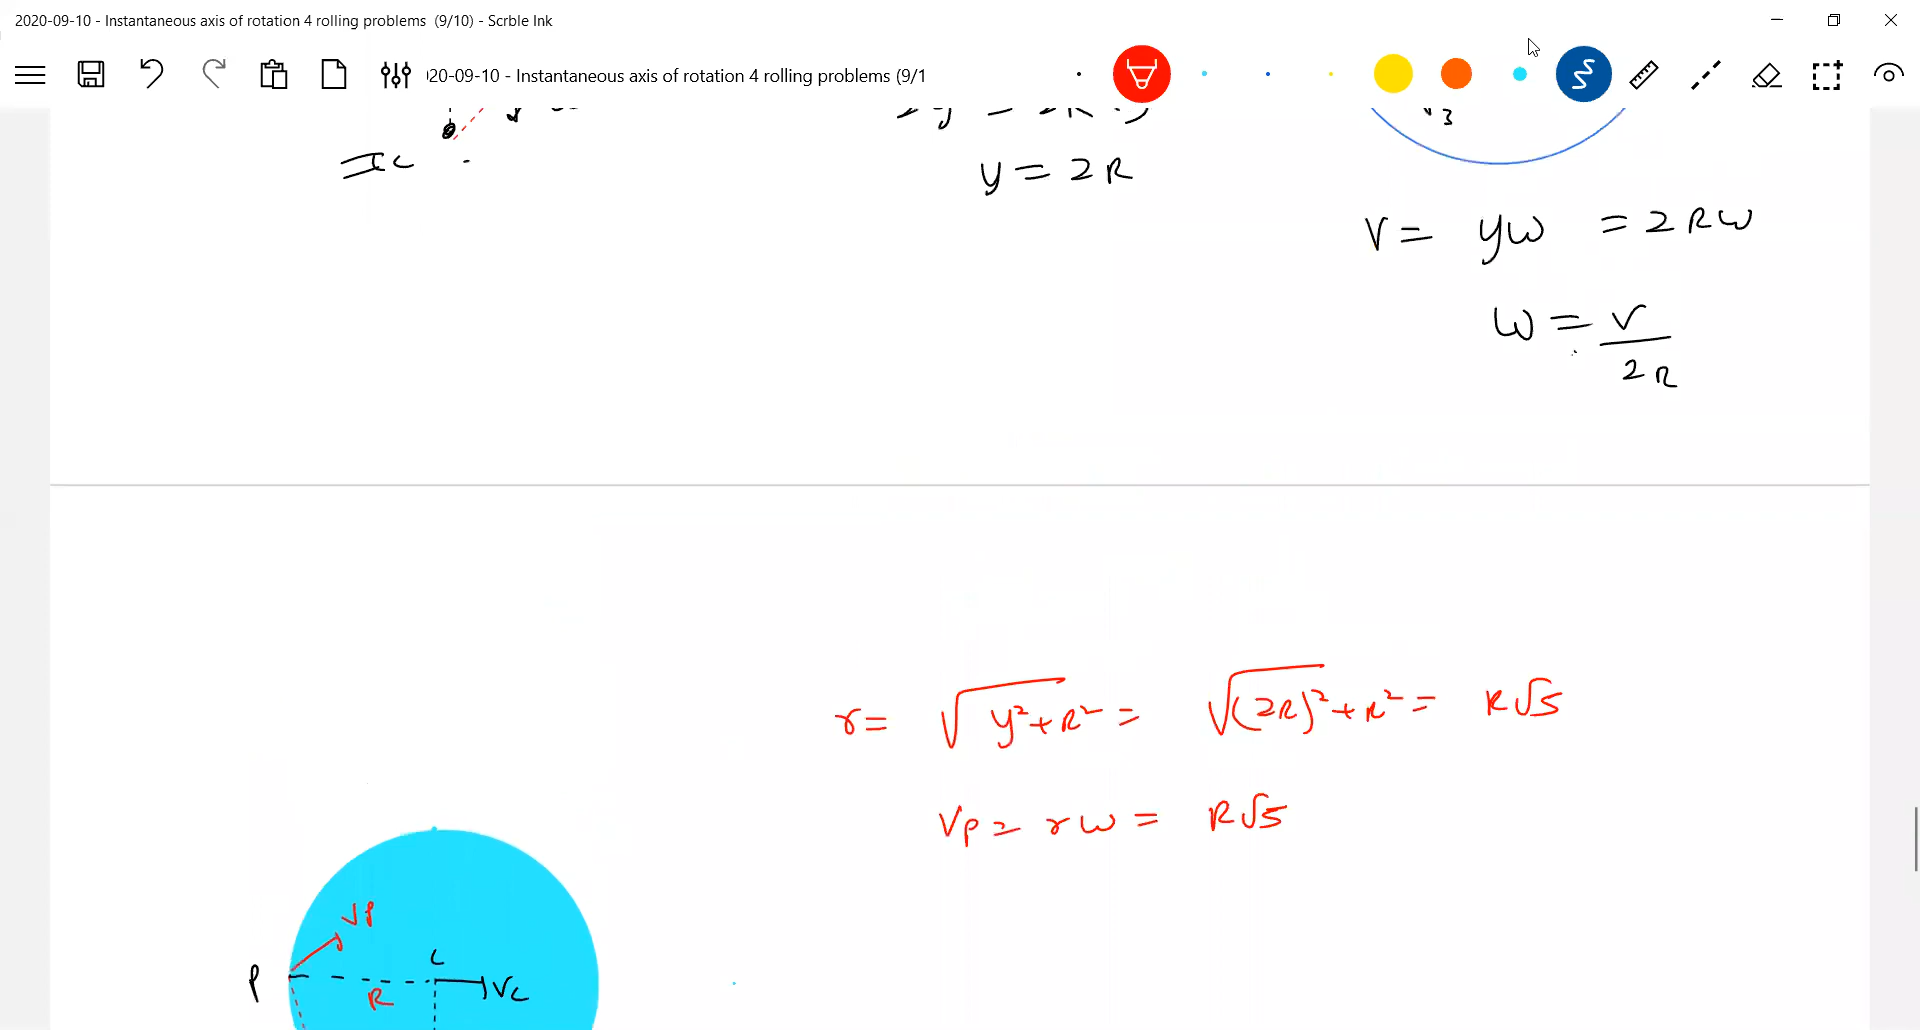 2020-09-10 - Instantaneous axis of rotation 4 rolling problems (9/10) - Scrble Ink
20-09-10 - Instantaneous axis of rotation 4 rolling problems (9/1
V3
IC
y = 2R
V = yω = 2Rω
ω = V/2R
r = √(y²+R²) = √((2R)²+R²) = R√5
VP = rω = R√5
VP
P
C
VC
R